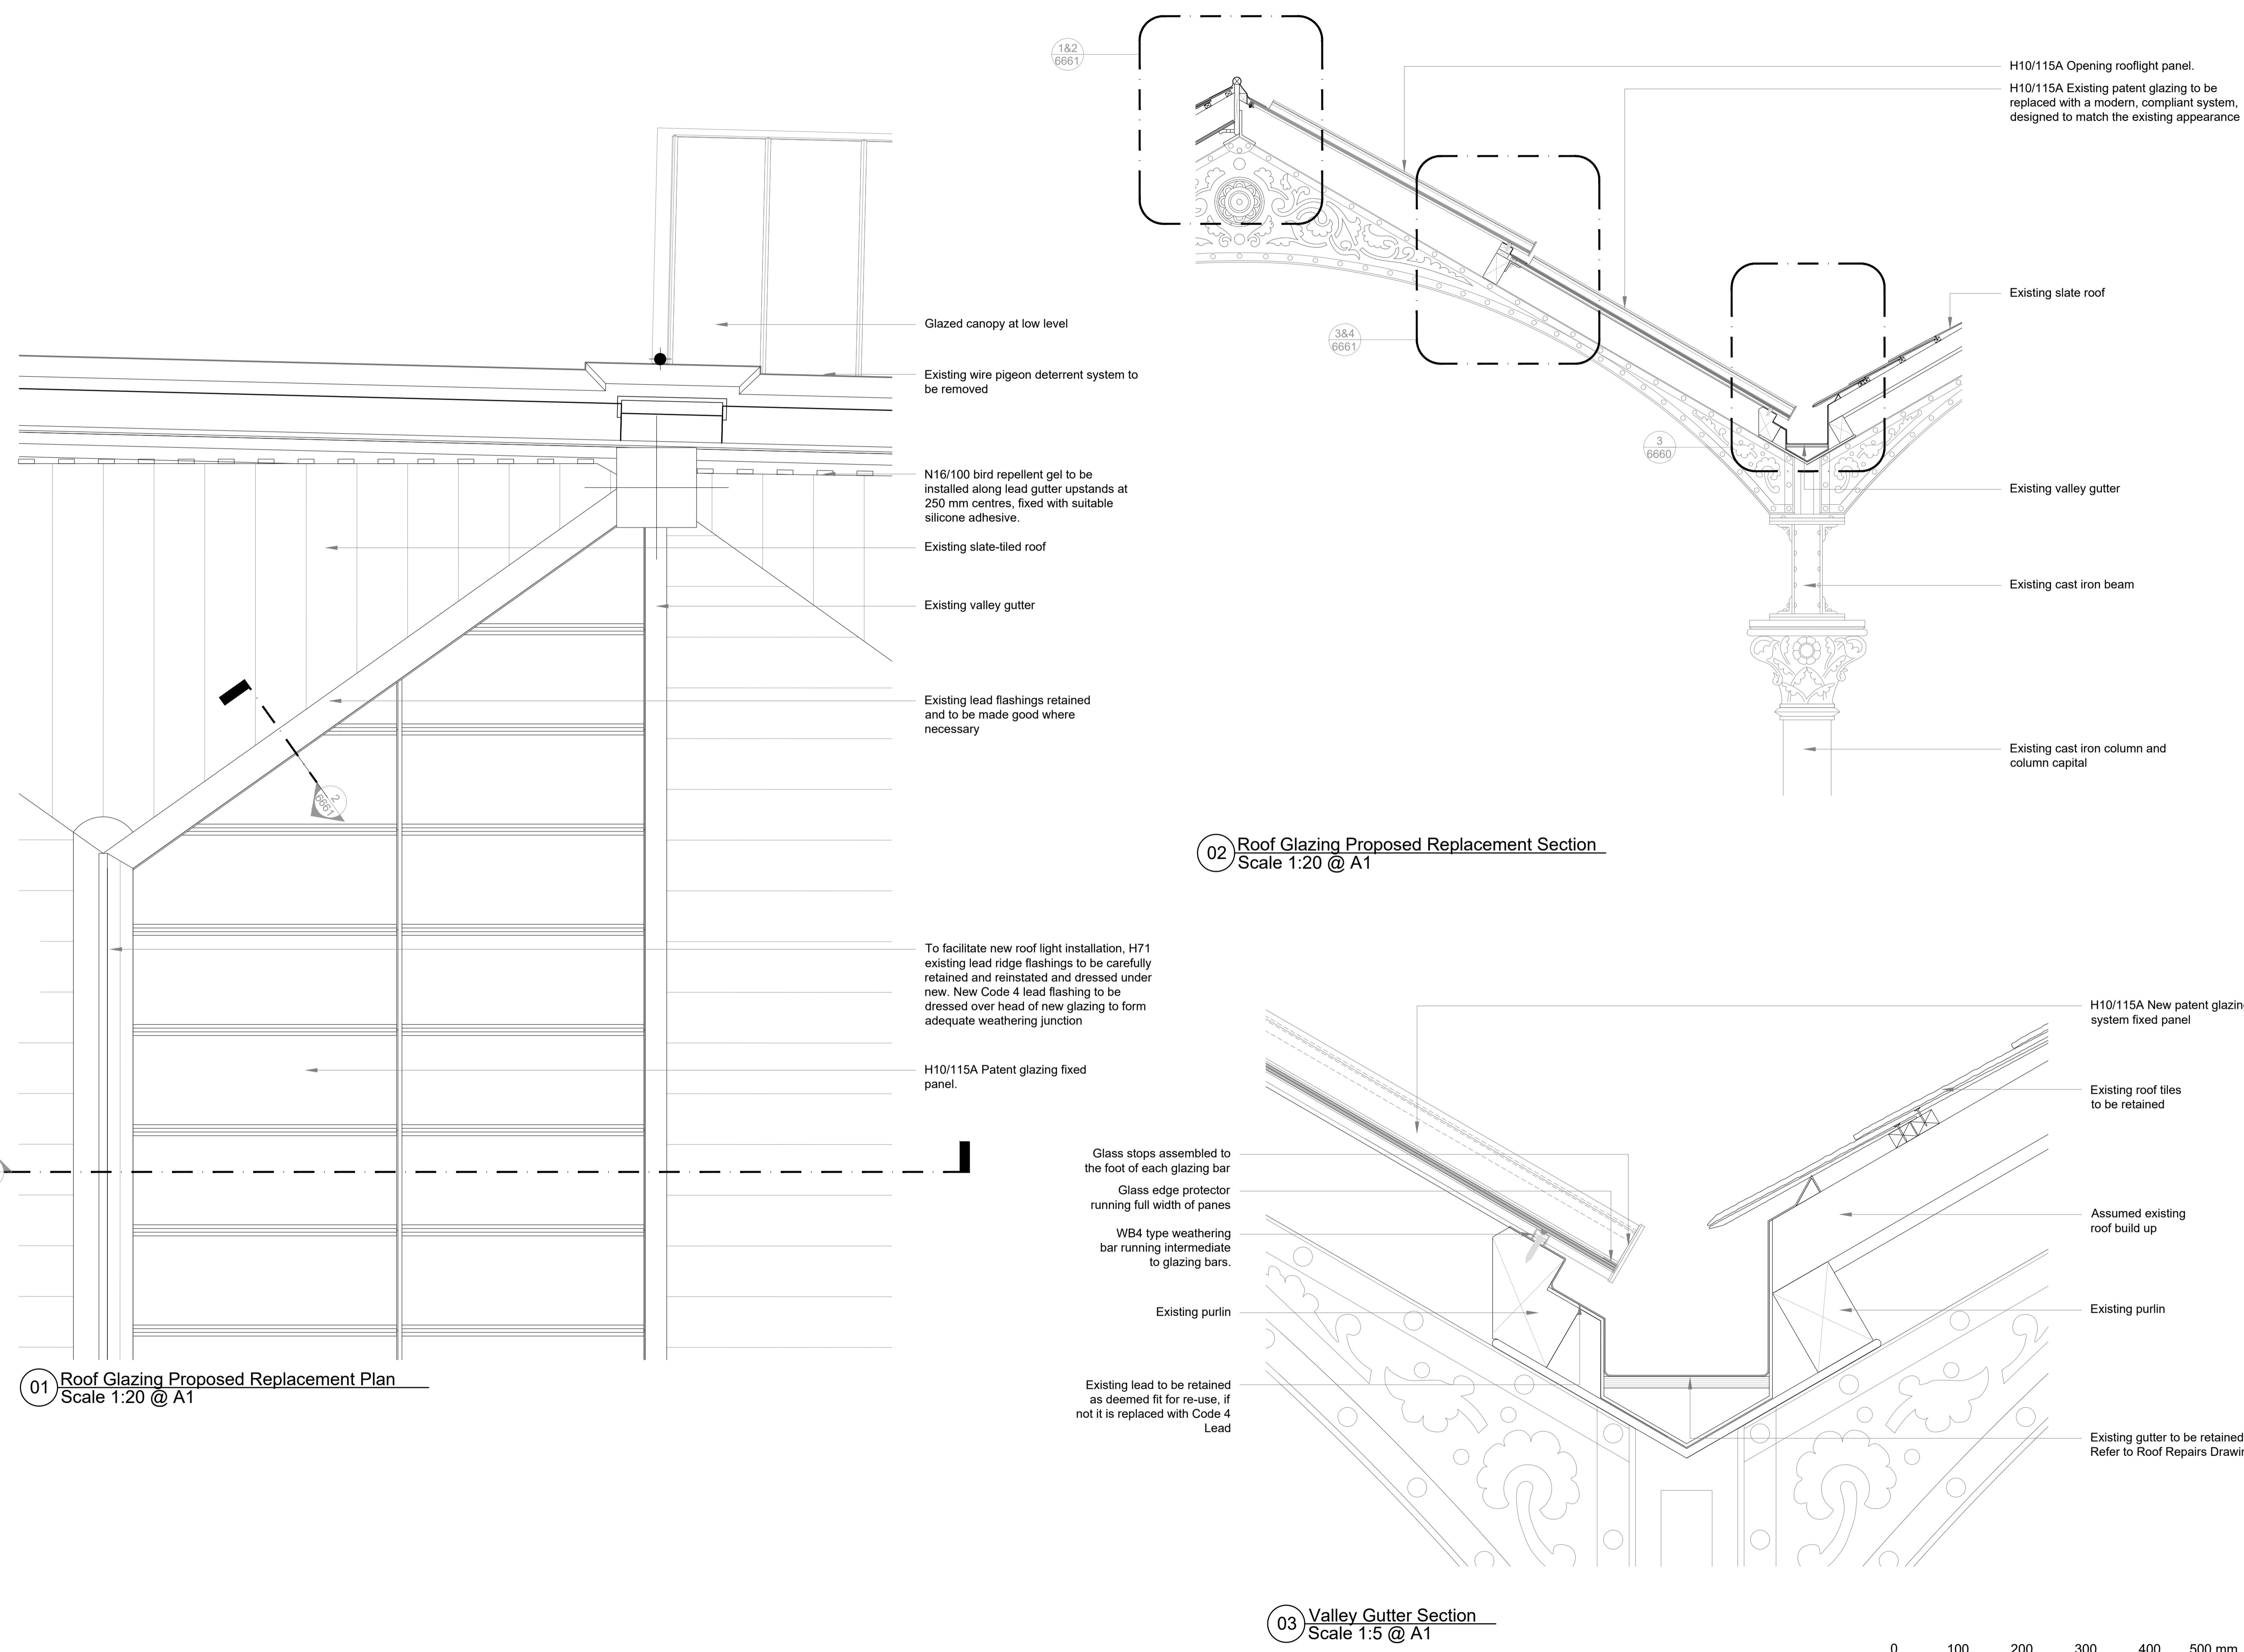 Glazed canopy at low level
Existing wire pigeon deterrent system to
be removed
N16/100 bird repellent gel to be
installed along lead gutter upstands at
250 mm centres, fixed with suitable
silicone adhesive.
Existing slate-tiled roof
Existing valley gutter
Existing lead flashings retained
and to be made good where
necessary
2
6661
To facilitate new roof light installation, H71
existing lead ridge flashings to be carefully
retained and reinstated and dressed under
new. New Code 4 lead flashing to be
dressed over head of new glazing to form
adequate weathering junction
H10/115A Patent glazing fixed
panel.
01
Roof Glazing Proposed Replacement Plan
Scale 1:20 @ A1
1&2
6661
3&4
6661
3
6660
H10/115A Opening rooflight panel.
H10/115A Existing patent glazing to be
replaced with a modern, compliant system,
designed to match the existing appearance
Existing slate roof
Existing valley gutter
Existing cast iron beam
Existing cast iron column and
column capital
02
Roof Glazing Proposed Replacement Section
Scale 1:20 @ A1
Glass stops assembled to
the foot of each glazing bar
Glass edge protector
running full width of panes
WB4 type weathering
bar running intermediate
to glazing bars.
Existing purlin
Existing lead to be retained
as deemed fit for re-use, if
not it is replaced with Code 4
Lead
H10/115A New patent glazing
system fixed panel
Existing roof tiles
to be retained
Assumed existing
roof build up
Existing purlin
Existing gutter to be retained
Refer to Roof Repairs
03
Valley Gutter Section
Scale 1:5 @ A1
0 100 200 300 400 500 mm